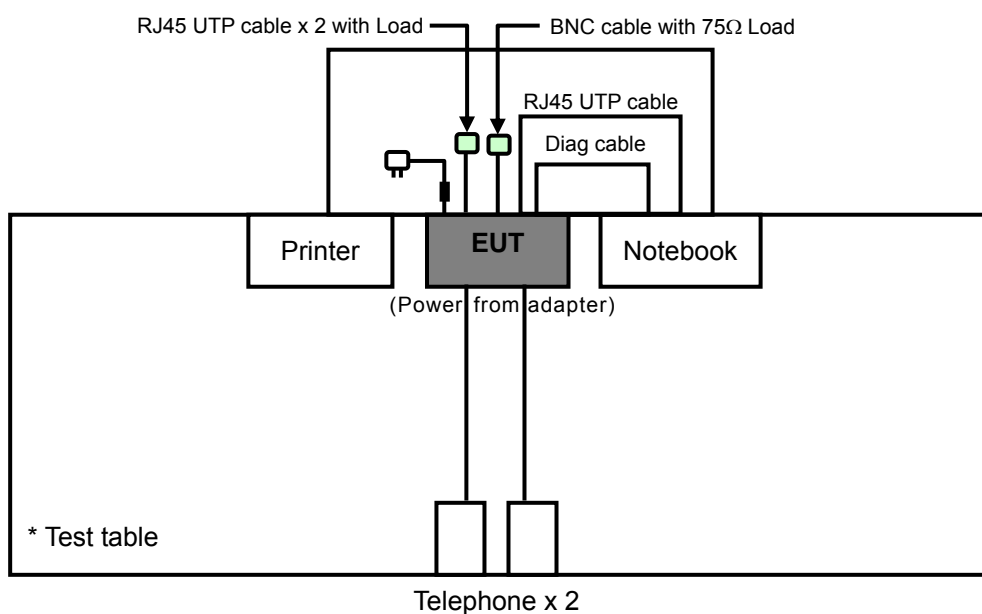 RJ45 UTP cable x 2 with Load
BNC cable with 75Ω Load
RJ45 UTP cable
Diag cable
Printer
EUT
Notebook
(Power from adapter)
* Test table
Telephone x 2